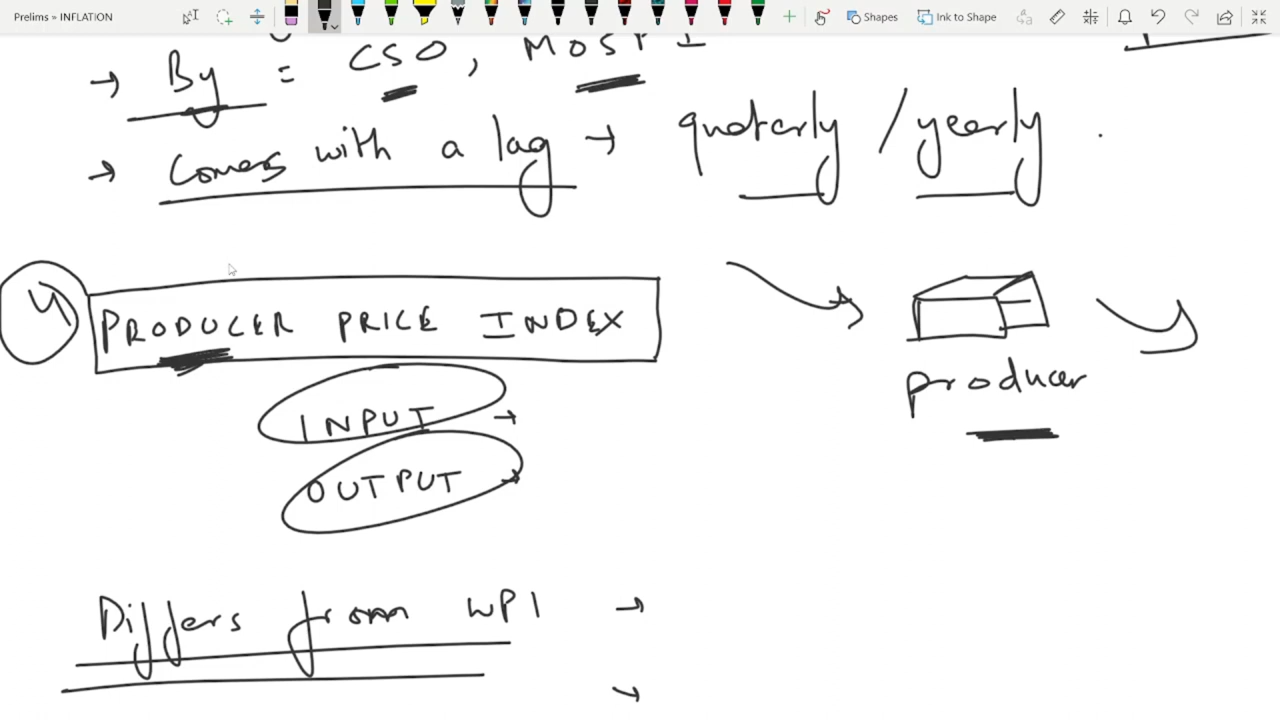 Prelims » INFLATION
Shapes
Ink to Shape
→ By = CSO, MOSPI
→ Comes with a lag → quaterly / yearly.
4
PRODUCER PRICE INDEX
INPUT →
OUTPUT →
producer
Differs from WPI →
→